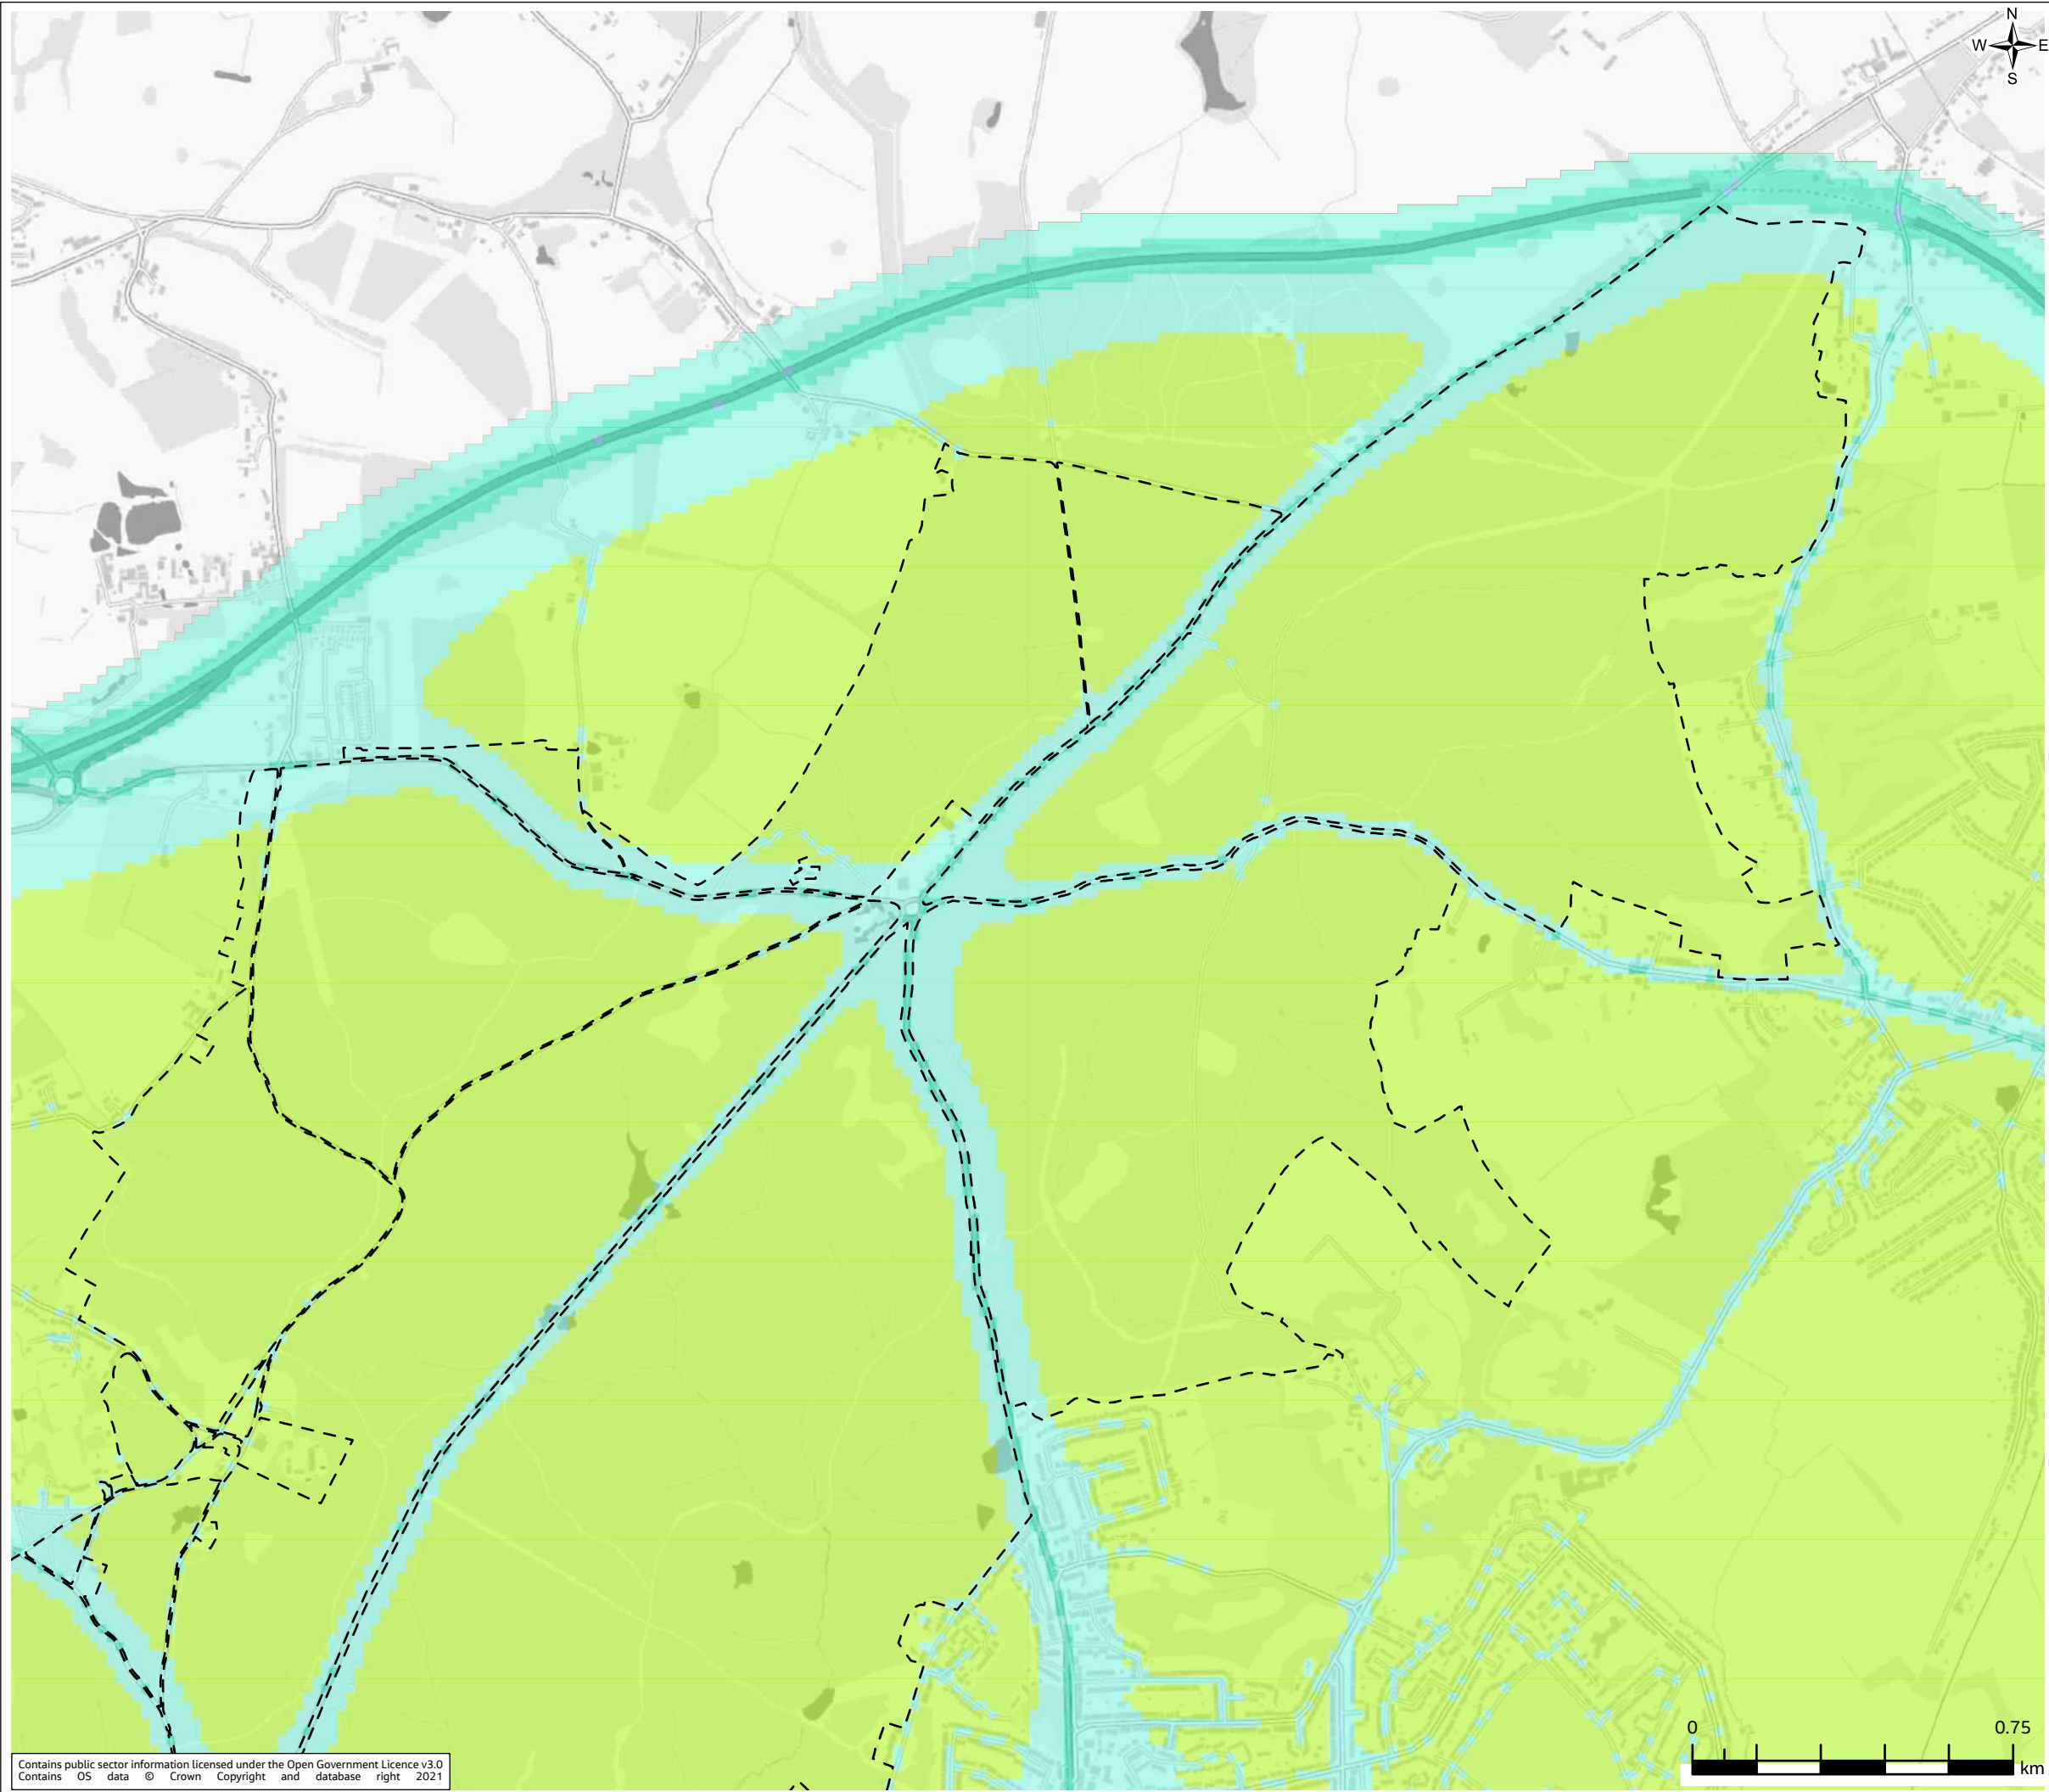 N
W E
S
0 0.75
km
Contains public sector information licensed under the Open Government Licence v3.0
Contains OS data © Crown Copyright and database right 2021